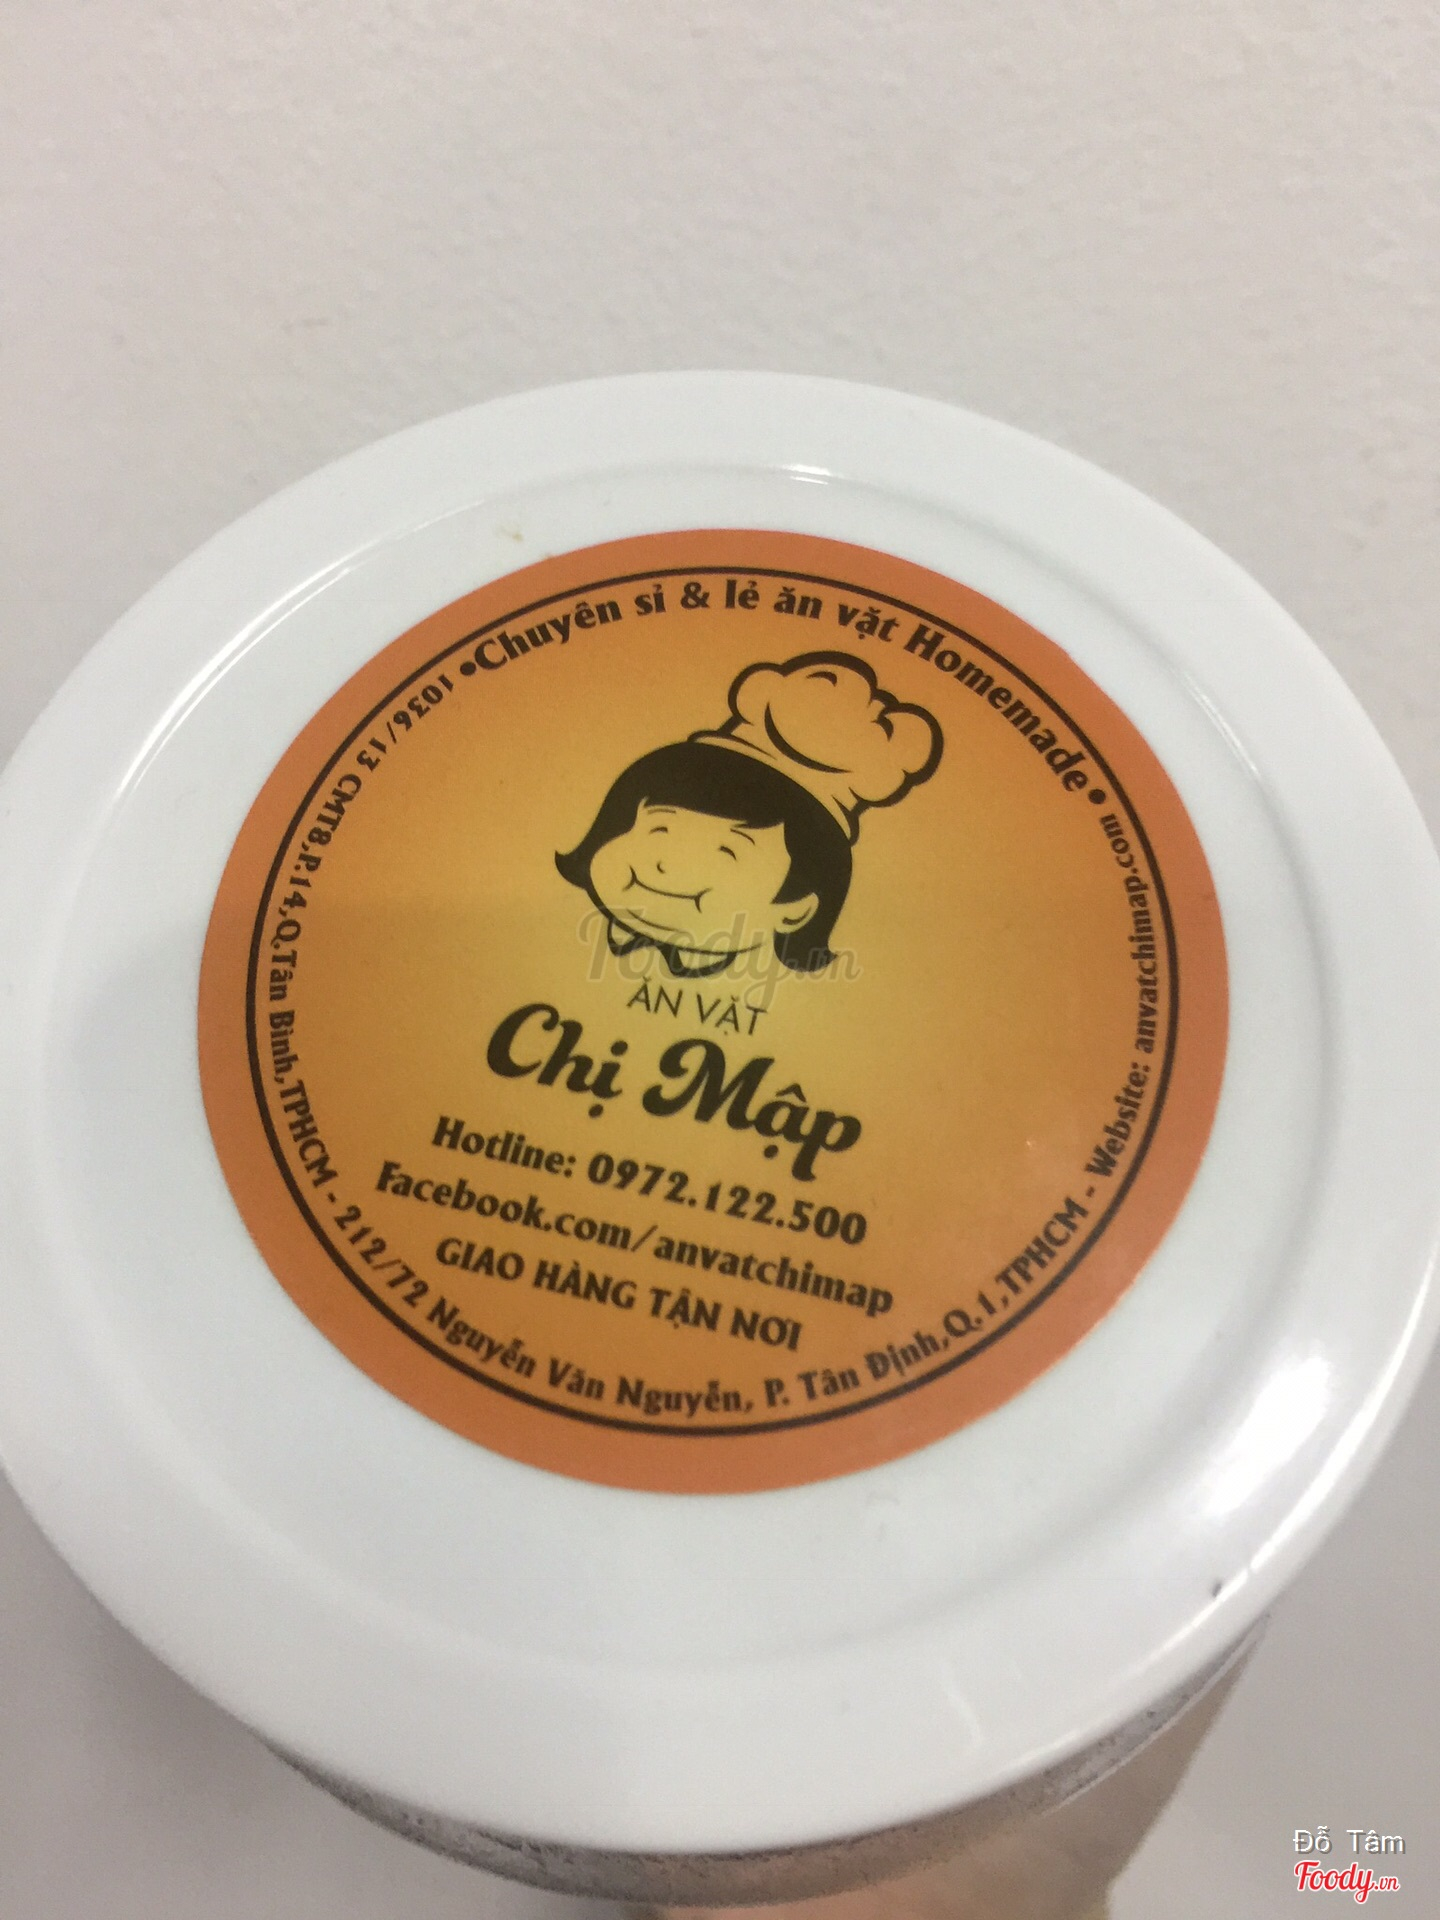 •Chuyên sỉ & lẻ ăn vặt Homemade•
1036/13 CMT8,P.14,Q.Tân Bình,TPHCM - 212/72 Nguyễn Văn Nguyễn, P. Tân Định,Q.1,TPHCM - Website: anvatchimap.com
ĂN VẶT
Chị Mập
Hotline: 0972.122.500
Facebook.com/anvatchimap
GIAO HÀNG TẬN NƠI
Foody.vn
Đỗ Tâm
Foody.vn